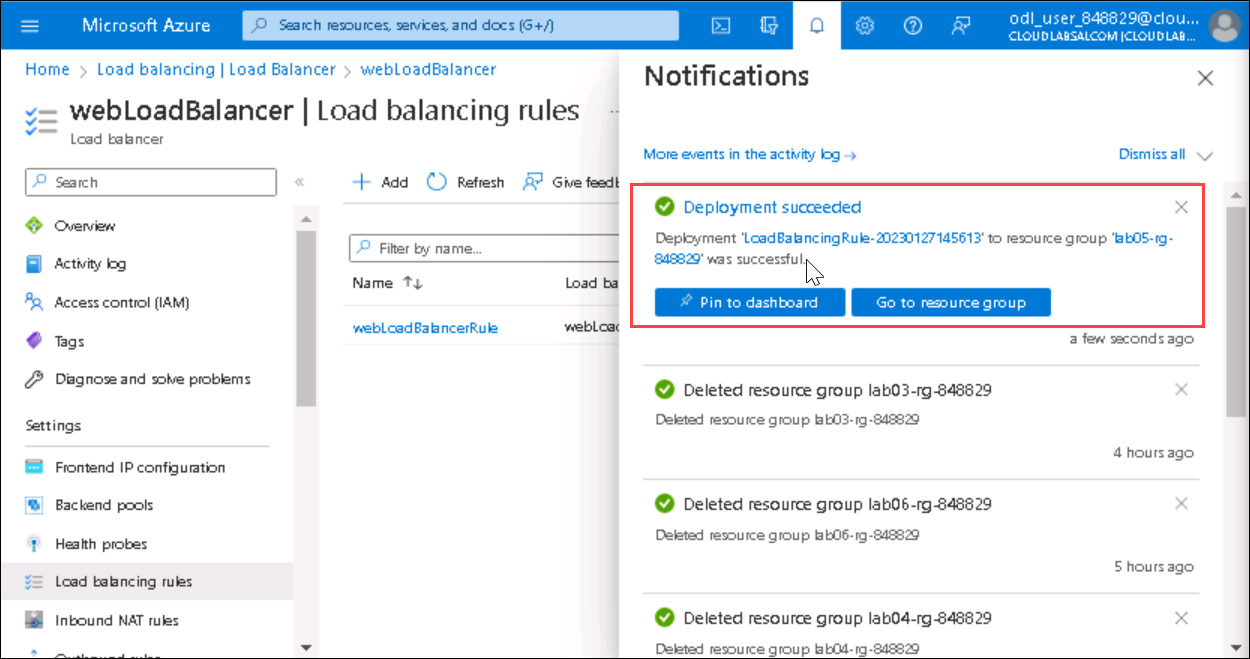 Microsoft Azure
Search resources, services, and docs (G+/)
odl_user_848829@clou...
CLOUDLABSAI.COM (CLOUDLAB...
Home > Load balancing | Load Balancer > webLoadBalancer
webLoadBalancer | Load balancing rules ...
Load balancer
Search
«
Overview
Activity log
Access control (IAM)
Tags
Diagnose and solve problems
Settings
Frontend IP configuration
Backend pools
Health probes
Load balancing rules
Inbound NAT rules
Outbound rules
Add
Refresh
Give feedb
Filter by name...
Name ↑↓
Load ba
webLoadBalancerRule
webLoad
Notifications
More events in the activity log →
Dismiss all
Deployment succeeded
Deployment 'LoadBalancingRule-20230127145613' to resource group 'lab05-rg-
848829' was successful.
Pin to dashboard
Go to resource group
a few seconds ago
Deleted resource group lab03-rg-848829
Deleted resource group lab03-rg-848829
4 hours ago
Deleted resource group lab06-rg-848829
Deleted resource group lab06-rg-848829
5 hours ago
Deleted resource group lab04-rg-848829
Deleted resource group lab04-rg-848829